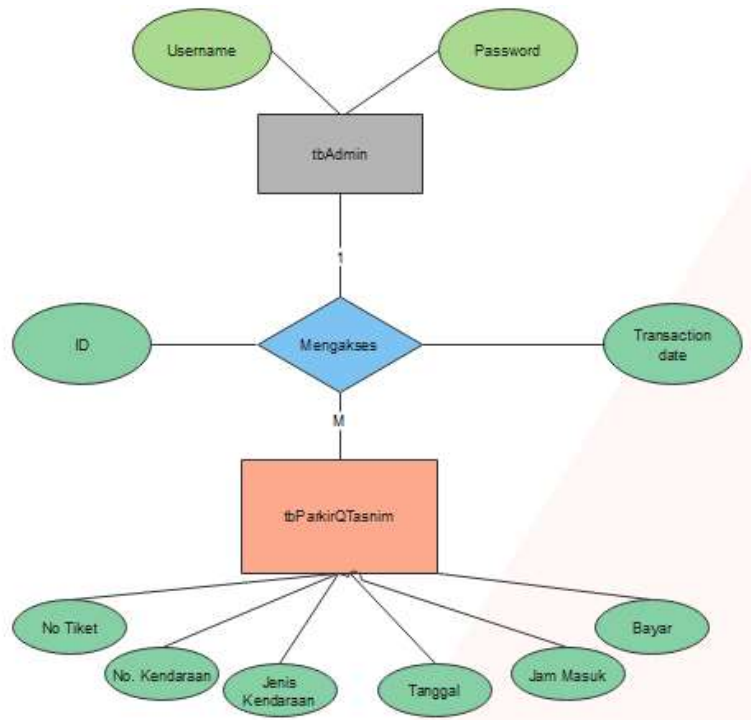 Username
Password
tbAdmin
1
ID
Mengakses
Transaction
date
M
tbParkirQTasnim
No Tiket
No. Kendaraan
Jenis
Kendaraan
Tanggal
Jam Masuk
Bayar